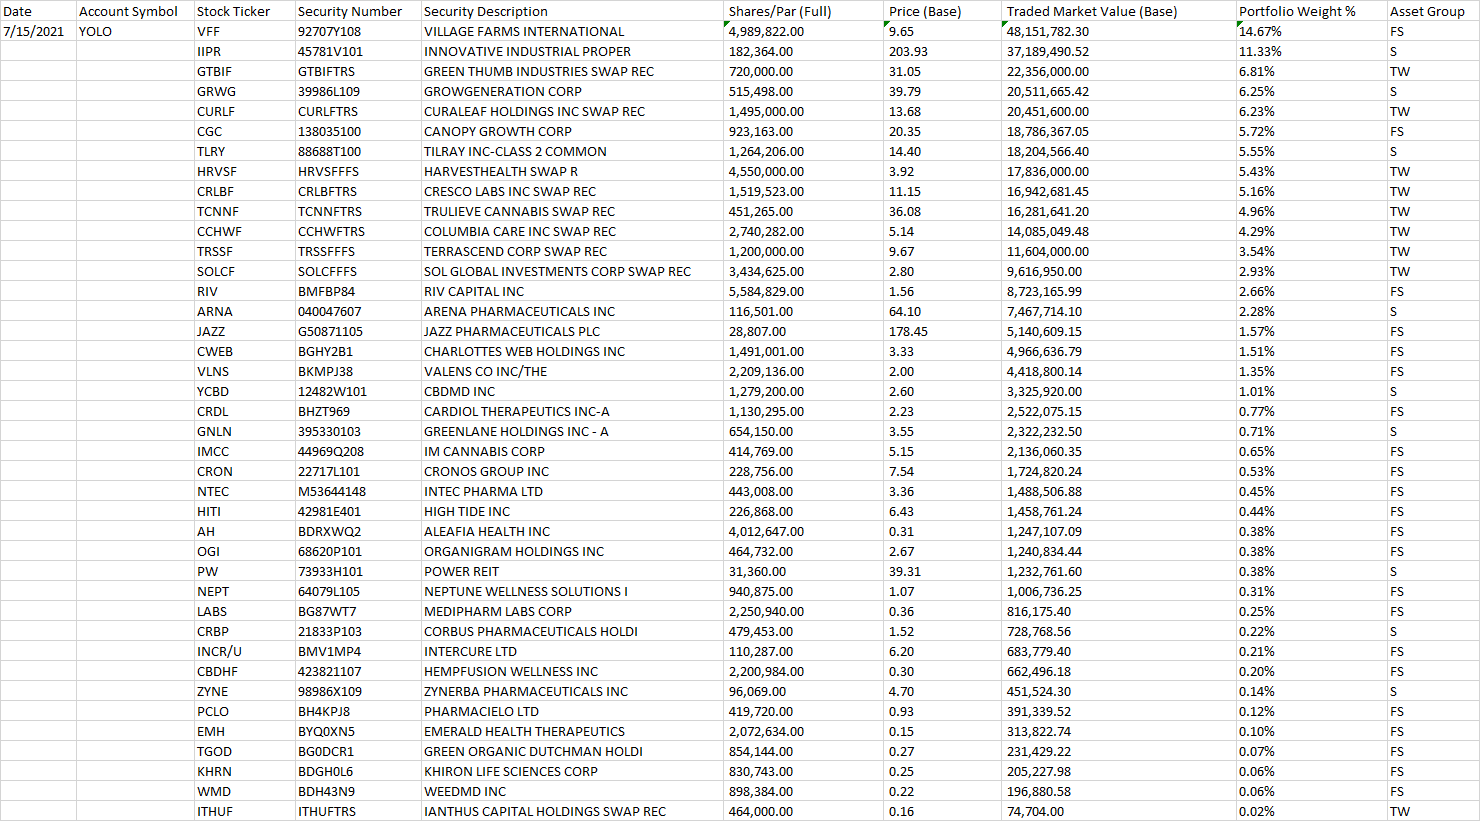 Date Account Symbol Stock Ticker Security Number Security Description Shares/Par (Full) Price (Base) Traded Market Value (Base) Portfolio Weight % Asset Group
7/15/2021 YOLO VFF 92707Y108 VILLAGE FARMS INTERNATIONAL 4,989,822.00 9.65 48,151,782.30 14.67% FS
IIPR 45781V101 INNOVATIVE INDUSTRIAL PROPER 182,364.00 203.93 37,189,490.52 11.33% S
GTBIF GTBIFTRS GREEN THUMB INDUSTRIES SWAP REC 720,000.00 31.05 22,356,000.00 6.81% TW
GRWG 39986L109 GROWGENERATION CORP 515,498.00 39.79 20,511,665.42 6.25% S
CURLF CURLFTRS CURALEAF HOLDINGS INC SWAP REC 1,495,000.00 13.68 20,451,600.00 6.23% TW
CGC 138035100 CANOPY GROWTH CORP 923,163.00 20.35 18,786,367.05 5.72% FS
TLRY 88688T100 TILRAY INC-CLASS 2 COMMON 1,264,206.00 14.40 18,204,566.40 5.55% S
HRVSF HRVSFFFS HARVESTHEALTH SWAP R 4,550,000.00 3.92 17,836,000.00 5.43% TW
CRLBF CRLBFTRS CRESCO LABS INC SWAP REC 1,519,523.00 11.15 16,942,681.45 5.16% TW
TCNNF TCNNFTRS TRULIEVE CANNABIS SWAP REC 451,265.00 36.08 16,281,641.20 4.96% TW
CCHWF CCHWFTRS COLUMBIA CARE INC SWAP REC 2,740,282.00 5.14 14,085,049.48 4.29% TW
TRSSF TRSSFFFS TERRASCEND CORP SWAP REC 1,200,000.00 9.67 11,604,000.00 3.54% TW
SOLCF SOLCFFFS SOL GLOBAL INVESTMENTS CORP SWAP REC 3,434,625.00 2.80 9,616,950.00 2.93% TW
RIV BMFBP84 RIV CAPITAL INC 5,584,829.00 1.56 8,723,165.99 2.66% FS
ARNA 040047607 ARENA PHARMACEUTICALS INC 116,501.00 64.10 7,467,714.10 2.28% S
JAZZ G50871105 JAZZ PHARMACEUTICALS PLC 28,807.00 178.45 5,140,609.15 1.57% FS
CWEB BGHY2B1 CHARLOTTES WEB HOLDINGS INC 1,491,001.00 3.33 4,966,636.79 1.51% FS
VLNS BKMPJ38 VALENS CO INC/THE 2,209,136.00 2.00 4,418,800.14 1.35% FS
YCBD 12482W101 CBDMD INC 1,279,200.00 2.60 3,325,920.00 1.01% S
CRDL BHZT969 CARDIOL THERAPEUTICS INC-A 1,130,295.00 2.23 2,522,075.15 0.77% FS
GNLN 395330103 GREENLANE HOLDINGS INC - A 654,150.00 3.55 2,322,232.50 0.71% S
IMCC 44969Q208 IM CANNABIS CORP 414,769.00 5.15 2,136,060.35 0.65% FS
CRON 22717L101 CRONOS GROUP INC 228,756.00 7.54 1,724,820.24 0.53% FS
NTEC M53644148 INTEC PHARMA LTD 443,008.00 3.36 1,488,506.88 0.45% FS
HITI 42981E401 HIGH TIDE INC 226,868.00 6.43 1,458,761.24 0.44% FS
AH BDRXWQ2 ALEAFIA HEALTH INC 4,012,647.00 0.31 1,247,107.09 0.38% FS
OGI 68620P101 ORGANIGRAM HOLDINGS INC 464,732.00 2.67 1,240,834.44 0.38% FS
PW 73933H101 POWER REIT 31,360.00 39.31 1,232,761.60 0.38% S
NEPT 64079L105 NEPTUNE WELLNESS SOLUTIONS I 940,875.00 1.07 1,006,736.25 0.31% FS
LABS BG87WT7 MEDIPHARM LABS CORP 2,250,940.00 0.36 816,175.40 0.25% FS
CRBP 21833P103 CORBUS PHARMACEUTICALS HOLDI 479,453.00 1.52 728,768.56 0.22% S
INCR/U BMV1MP4 INTERCURE LTD 110,287.00 6.20 683,779.40 0.21% FS
CBDHF 423821107 HEMPFUSION WELLNESS INC 2,200,984.00 0.30 662,496.18 0.20% FS
ZYNE 98986X109 ZYNERBA PHARMACEUTICALS INC 96,069.00 4.70 451,524.30 0.14% S
PCLO BH4KPJ8 PHARMACIELO LTD 419,720.00 0.93 391,339.52 0.12% FS
EMH BYQ0XN5 EMERALD HEALTH THERAPEUTICS 2,072,634.00 0.15 313,822.74 0.10% FS
TGOD BG0DCR1 GREEN ORGANIC DUTCHMAN HOLDI 854,144.00 0.27 231,429.22 0.07% FS
KHRN BDGH0L6 KHIRON LIFE SCIENCES CORP 830,743.00 0.25 205,227.98 0.06% FS
WMD BDH43N9 WEEDMD INC 898,384.00 0.22 196,880.58 0.06% FS
ITHUF ITHUFTRS IANTHUS CAPITAL HOLDINGS SWAP REC 464,000.00 0.16 74,704.00 0.02% TW